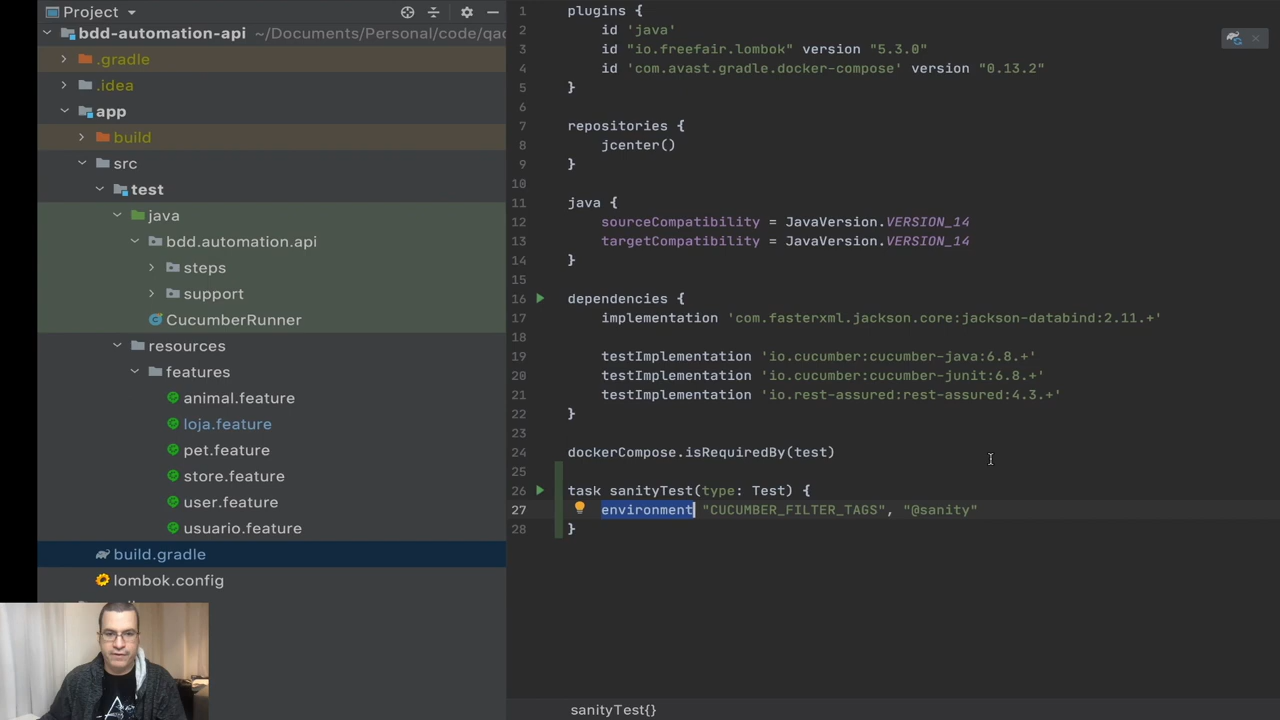 Project
bdd-automation-api ~/Documents/Personal/code/qac
.gradle
.idea
app
build
src
test
java
bdd.automation.api
steps
support
CucumberRunner
resources
features
animal.feature
loja.feature
pet.feature
store.feature
user.feature
usuario.feature
build.gradle
lombok.config
1 plugins {
2 id 'java'
3 id "io.freefair.lombok" version "5.3.0"
4 id 'com.avast.gradle.docker-compose' version "0.13.2"
5 }
6
7 repositories {
8 jcenter()
9 }
10
11 java {
12 sourceCompatibility = JavaVersion.VERSION_14
13 targetCompatibility = JavaVersion.VERSION_14
14 }
15
16 dependencies {
17 implementation 'com.fasterxml.jackson.core:jackson-databind:2.11.+'
18
19 testImplementation 'io.cucumber:cucumber-java:6.8.+'
20 testImplementation 'io.cucumber:cucumber-junit:6.8.+'
21 testImplementation 'io.rest-assured:rest-assured:4.3.+'
22 }
23
24 dockerCompose.isRequiredBy(test)
25
26 task sanityTest(type: Test) {
27 environment "CUCUMBER_FILTER_TAGS", "@sanity"
28 }
sanityTest{}